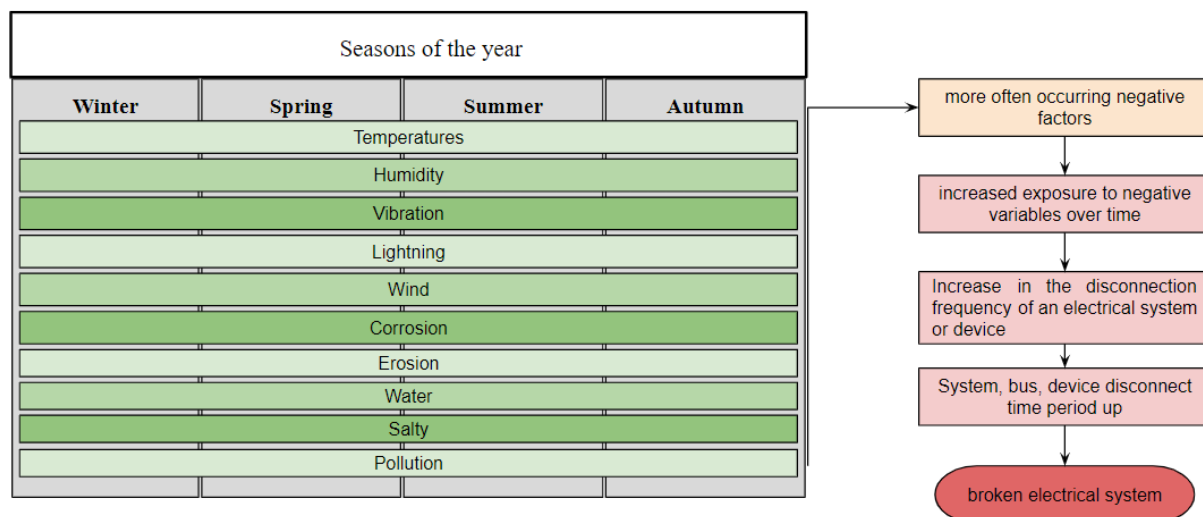 Seasons of the year
Winter
Spring
Summer
Autumn
Temperatures
Humidity
Vibration
Lightning
Wind
Corrosion
Erosion
Water
Salty
Pollution
more often occurring negative
factors
increased exposure to negative
variables over time
Increase in the disconnection
frequency of an electrical system
or device
System, bus, device disconnect
time period up
broken electrical system